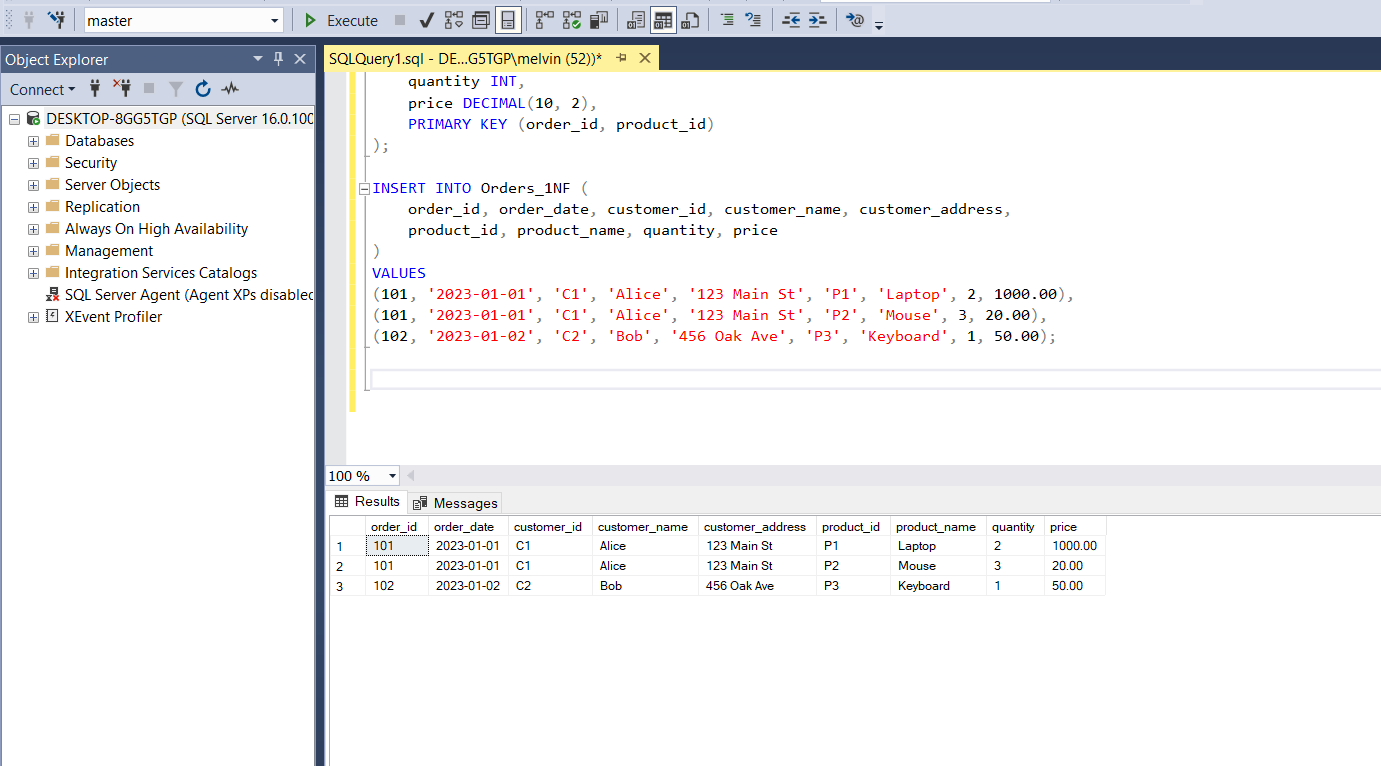 master
Execute
Object Explorer
Connect
DESKTOP-8GG5TGP (SQL Server 16.0.100
Databases
Security
Server Objects
Replication
Always On High Availability
Management
Integration Services Catalogs
SQL Server Agent (Agent XPs disabled
XEvent Profiler
SQLQuery1.sql - DE...G5TGP\melvin (52))*
quantity INT,
price DECIMAL(10, 2),
PRIMARY KEY (order_id, product_id)
);
INSERT INTO Orders_1NF (
order_id, order_date, customer_id, customer_name, customer_address,
product_id, product_name, quantity, price
)
VALUES
(101, '2023-01-01', 'C1', 'Alice', '123 Main St', 'P1', 'Laptop', 2, 1000.00),
(101, '2023-01-01', 'C1', 'Alice', '123 Main St', 'P2', 'Mouse', 3, 20.00),
(102, '2023-01-02', 'C2', 'Bob', '456 Oak Ave', 'P3', 'Keyboard', 1, 50.00);
100 %
Results Messages
order_id order_date customer_id customer_name customer_address product_id product_name quantity price
1 101 2023-01-01 C1 Alice 123 Main St P1 Laptop 2 1000.00
2 101 2023-01-01 C1 Alice 123 Main St P2 Mouse 3 20.00
3 102 2023-01-02 C2 Bob 456 Oak Ave P3 Keyboard 1 50.00